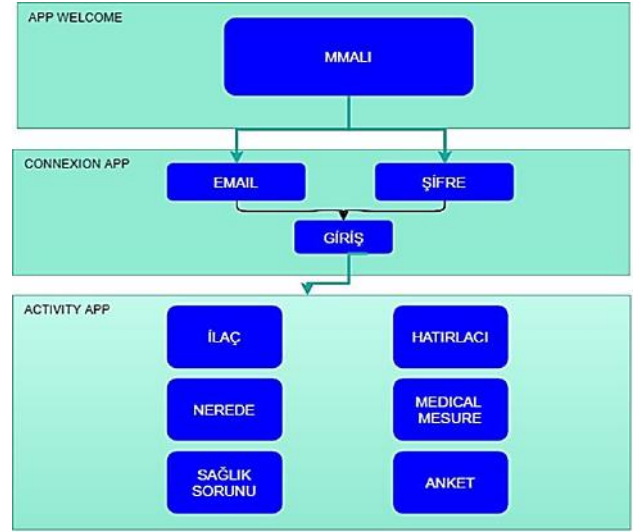 APP WELCOME
MMALI
CONNEXION APP
EMAIL
ŞİFRE
GİRİŞ
ACTIVITY APP
İLAÇ
HATIRLACI
NEREDE
MEDICAL
MESURE
SAĞLIK
SORUNU
ANKET